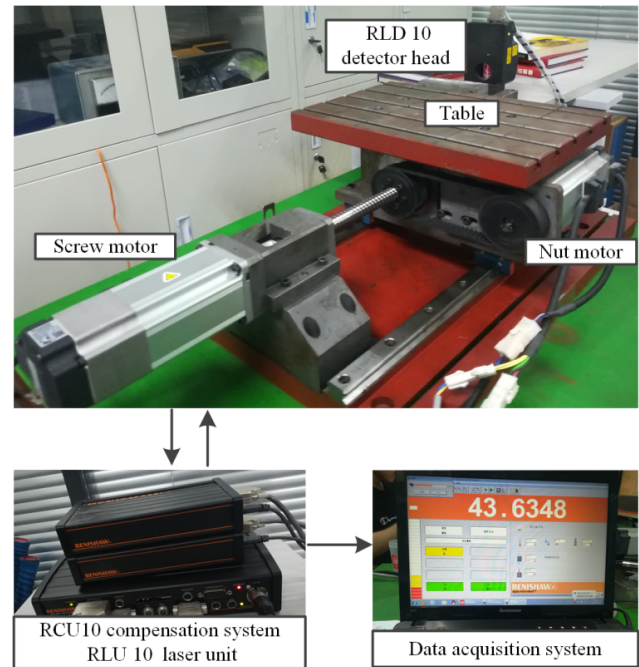 RLD 10
detector head
Table
Screw motor
Nut motor
RENISHAW
RENISHAW
43.6348
RENISHAW
RCU10 compensation system
RLU 10 laser unit
Data acquisition system